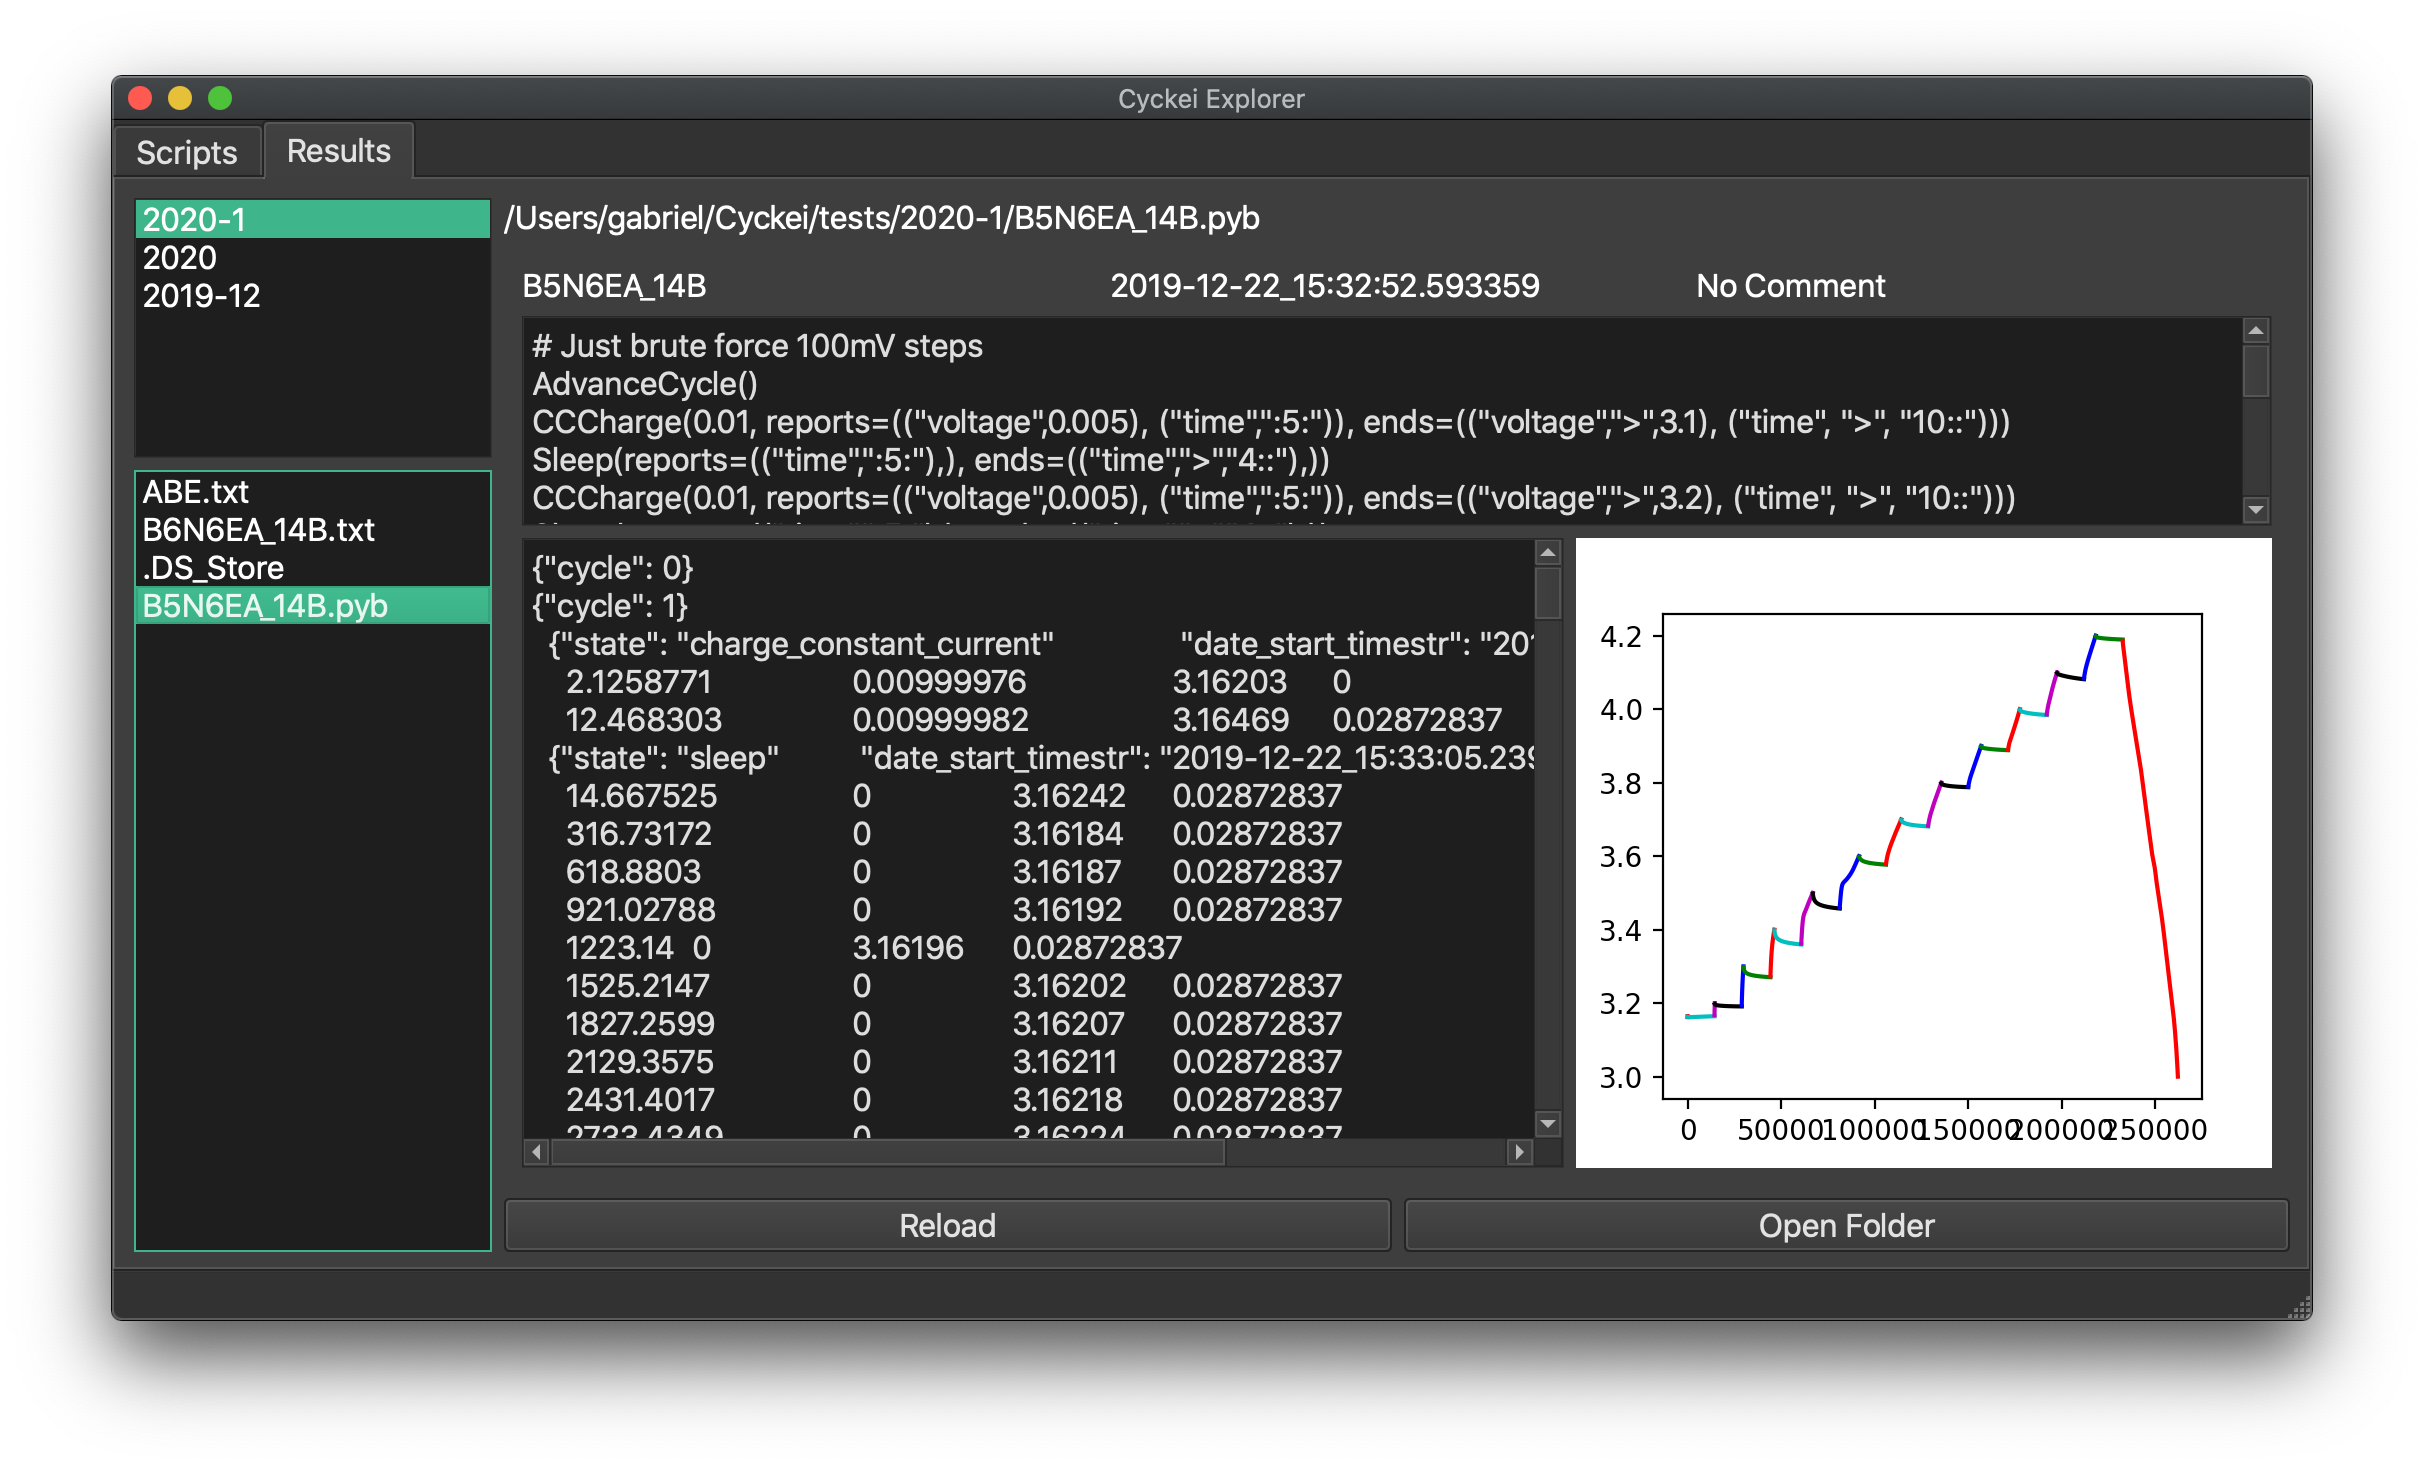 Cyckei Explorer
Scripts
Results
2020-1
2020
2019-12
ABE.txt
B6N6EA_14B.txt
.DS_Store
B5N6EA_14B.pyb
/Users/gabriel/Cyckei/tests/2020-1/B5N6EA_14B.pyb
B5N6EA_14B 2019-12-22_15:32:52.593359 No Comment
# Just brute force 100mV steps
AdvanceCycle()
CCCharge(0.01, reports=(("voltage",0.005), ("time",":5:")), ends=(("voltage",">",3.1), ("time", ">", "10::")))
Sleep(reports=(("time",":5:"),), ends=(("time",">","4::"),))
CCCharge(0.01, reports=(("voltage",0.005), ("time",":5:")), ends=(("voltage",">",3.2), ("time", ">", "10::")))
{"cycle": 0}
{"cycle": 1}
{"state": "charge_constant_current" "date_start_timestr": "201
2.1258771 0.00999976 3.16203 0
12.468303 0.00999982 3.16469 0.02872837
{"state": "sleep" "date_start_timestr": "2019-12-22_15:33:05.239
14.667525 0 3.16242 0.02872837
316.73172 0 3.16184 0.02872837
618.8803 0 3.16187 0.02872837
921.02788 0 3.16192 0.02872837
1223.14 0 3.16196 0.02872837
1525.2147 0 3.16202 0.02872837
1827.2599 0 3.16207 0.02872837
2129.3575 0 3.16211 0.02872837
2431.4017 0 3.16218 0.02872837
2733.4349 0 3.16224 0.02872837
4.2
4.0
3.8
3.6
3.4
3.2
3.0
0 50000 100000 150000 200000 250000
Reload
Open Folder